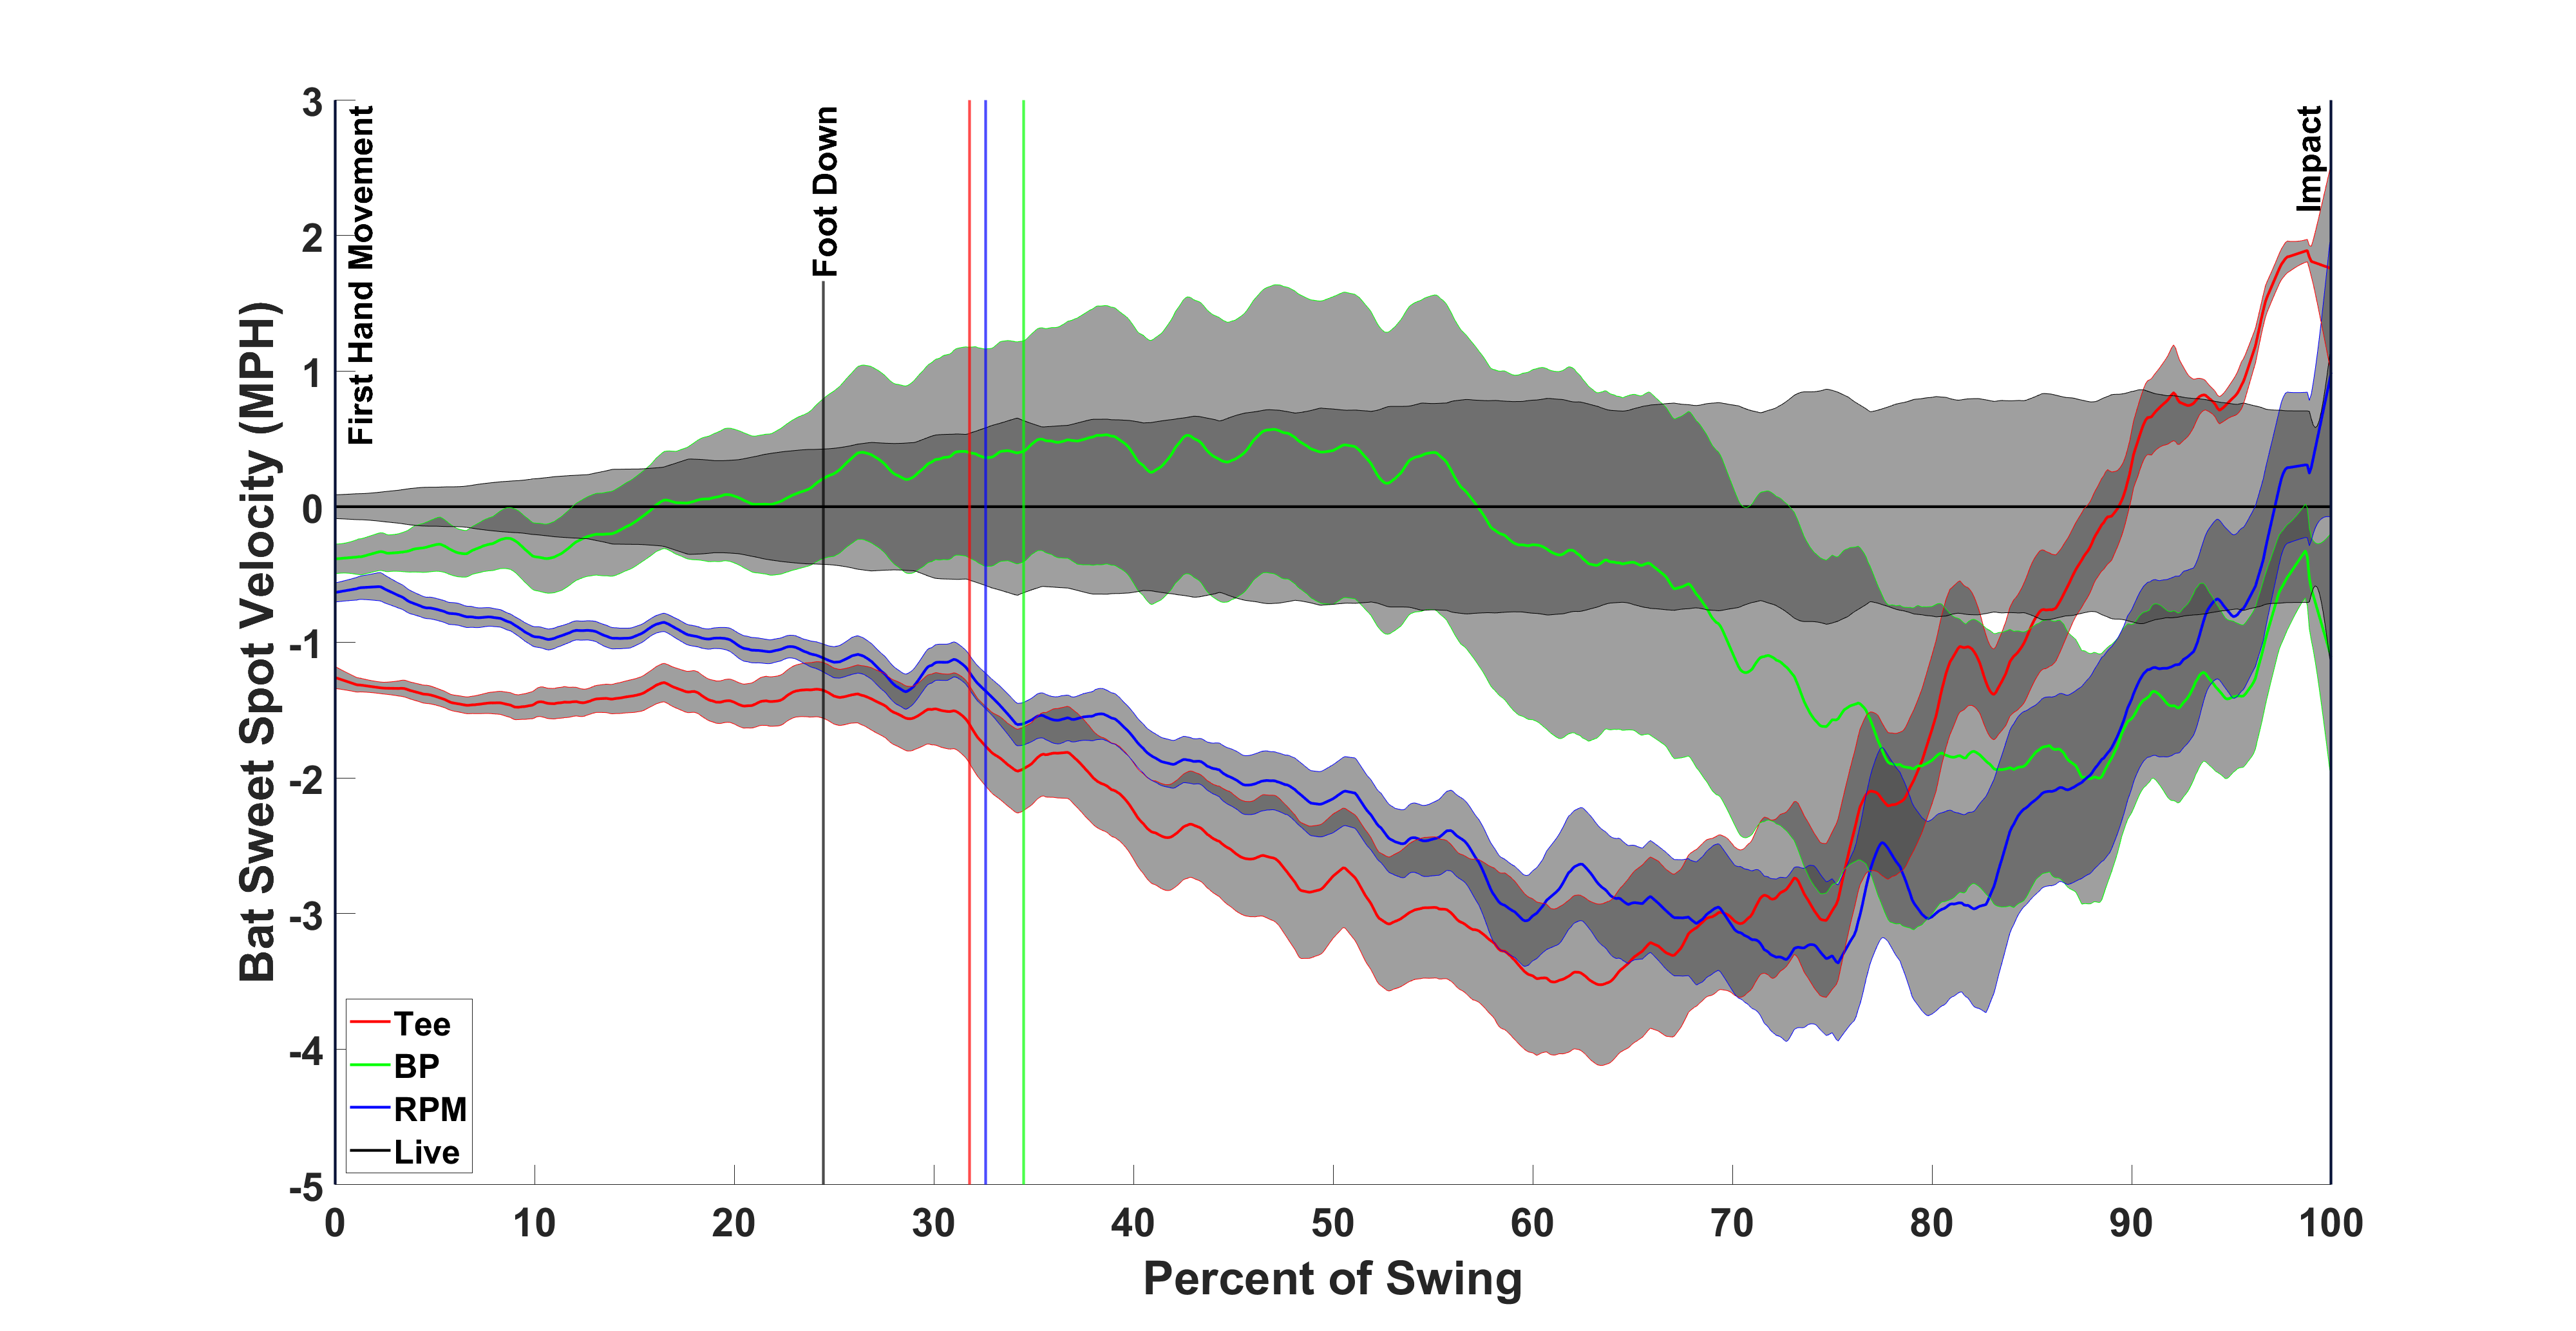 First Hand Movement
Foot Down
Impact
Bat Sweet Spot Velocity (MPH)
3
2
1
0
-1
-2
-3
-4
-5
Tee
BP
RPM
Live
0 10 20 30 40 50 60 70 80 90 100
Percent of Swing